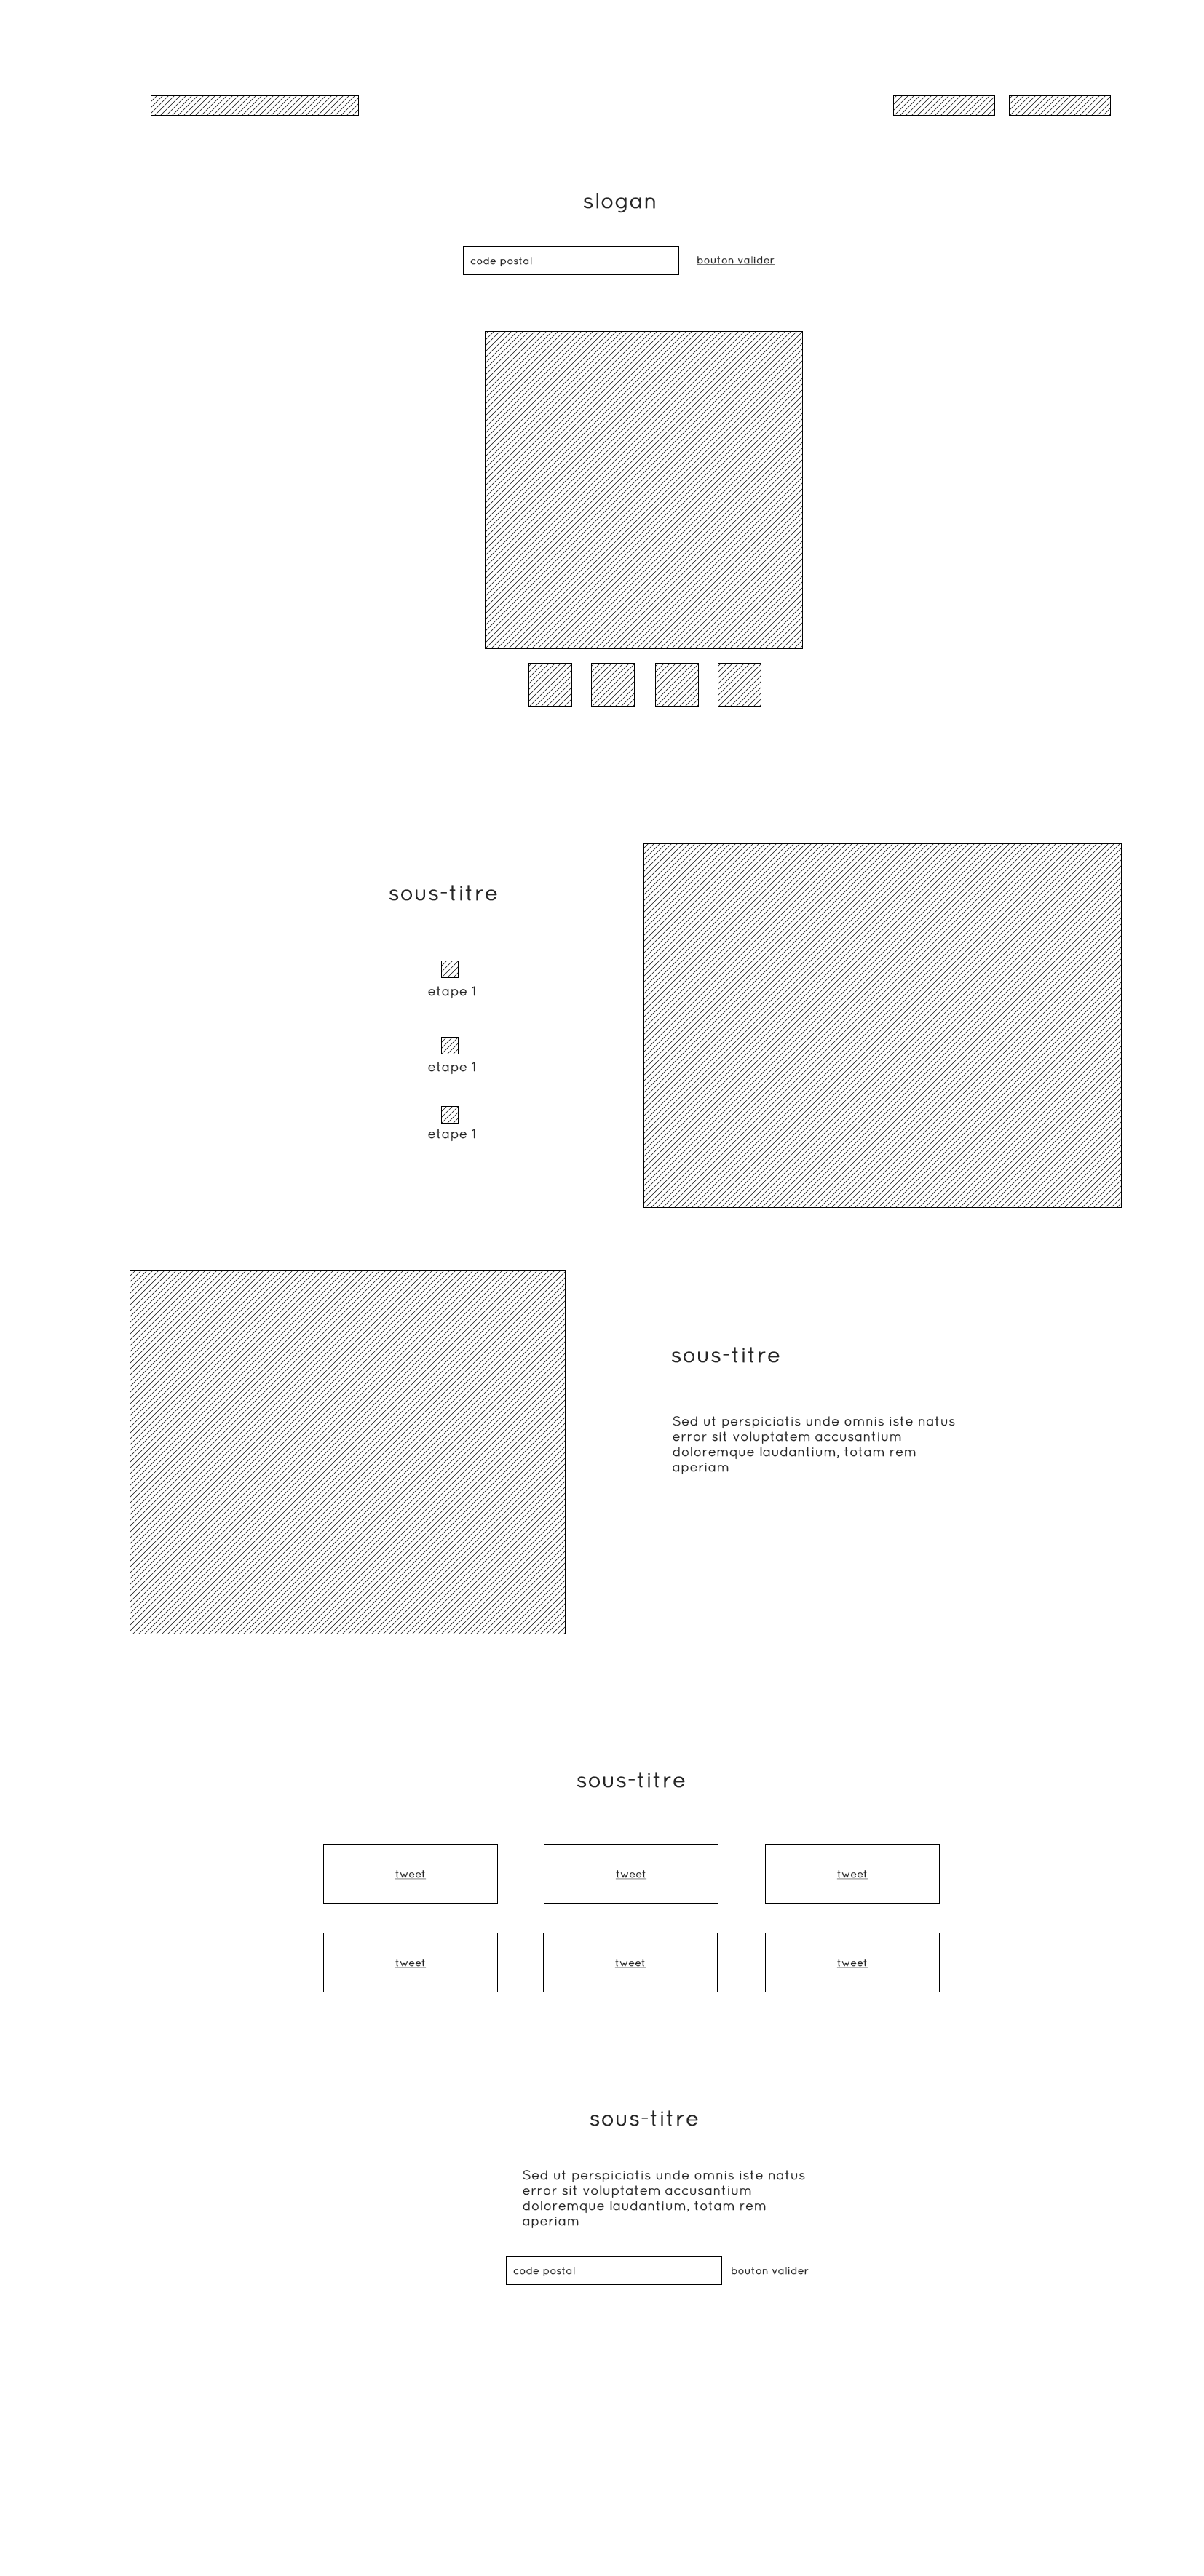 slogan
code postal
bouton valider
sous-titre
etape 1
etape 1
etape 1
sous-titre
Sed ut perspiciatis unde omnis iste natus
error sit voluptatem accusantium
doloremque laudantium, totam rem
aperiam
sous-titre
tweet
tweet
tweet
tweet
tweet
tweet
sous-titre
Sed ut perspiciatis unde omnis iste natus
error sit voluptatem accusantium
doloremque laudantium, totam rem
aperiam
code postal
bouton valider